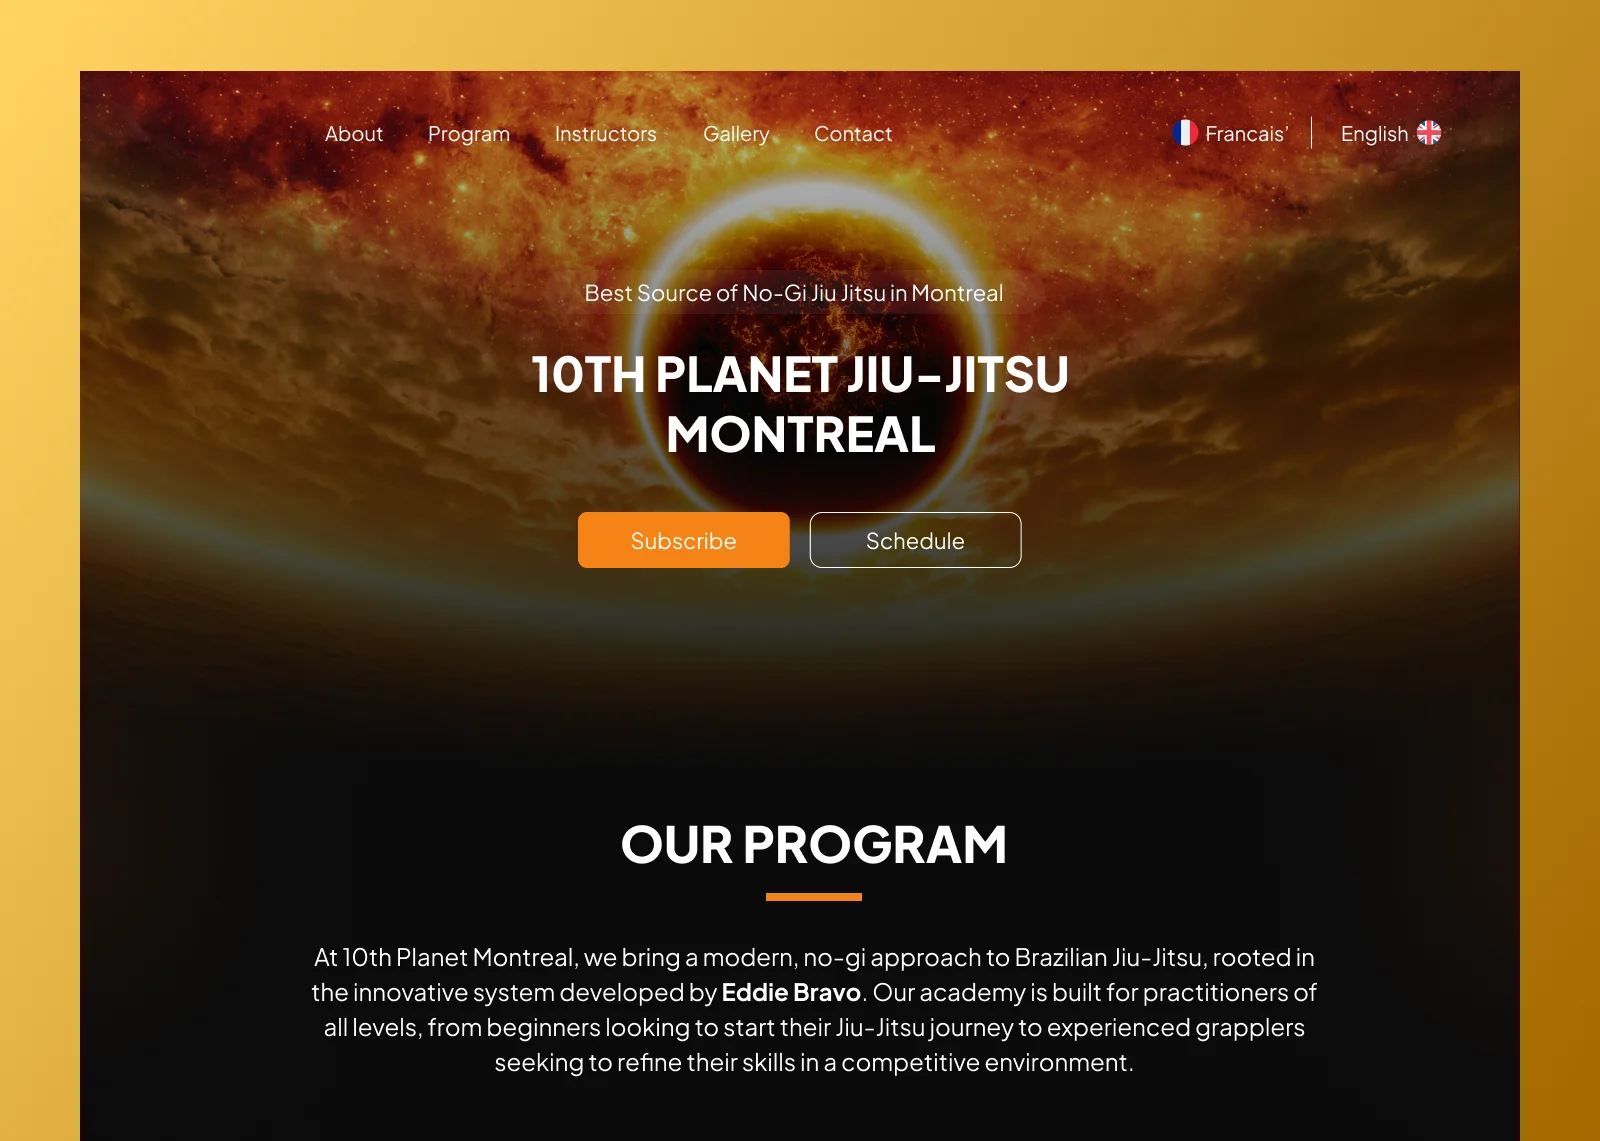 About Program Instructors Gallery Contact Francais’ English
Best Source of No-Gi Jiu Jitsu in Montreal
10TH PLANET JIU-JITSU
MONTREAL
Subscribe Schedule
OUR PROGRAM
At 10th Planet Montreal, we bring a modern, no-gi approach to Brazilian Jiu-Jitsu, rooted in
the innovative system developed by Eddie Bravo. Our academy is built for practitioners of
all levels, from beginners looking to start their Jiu-Jitsu journey to experienced grapplers
seeking to refine their skills in a competitive environment.